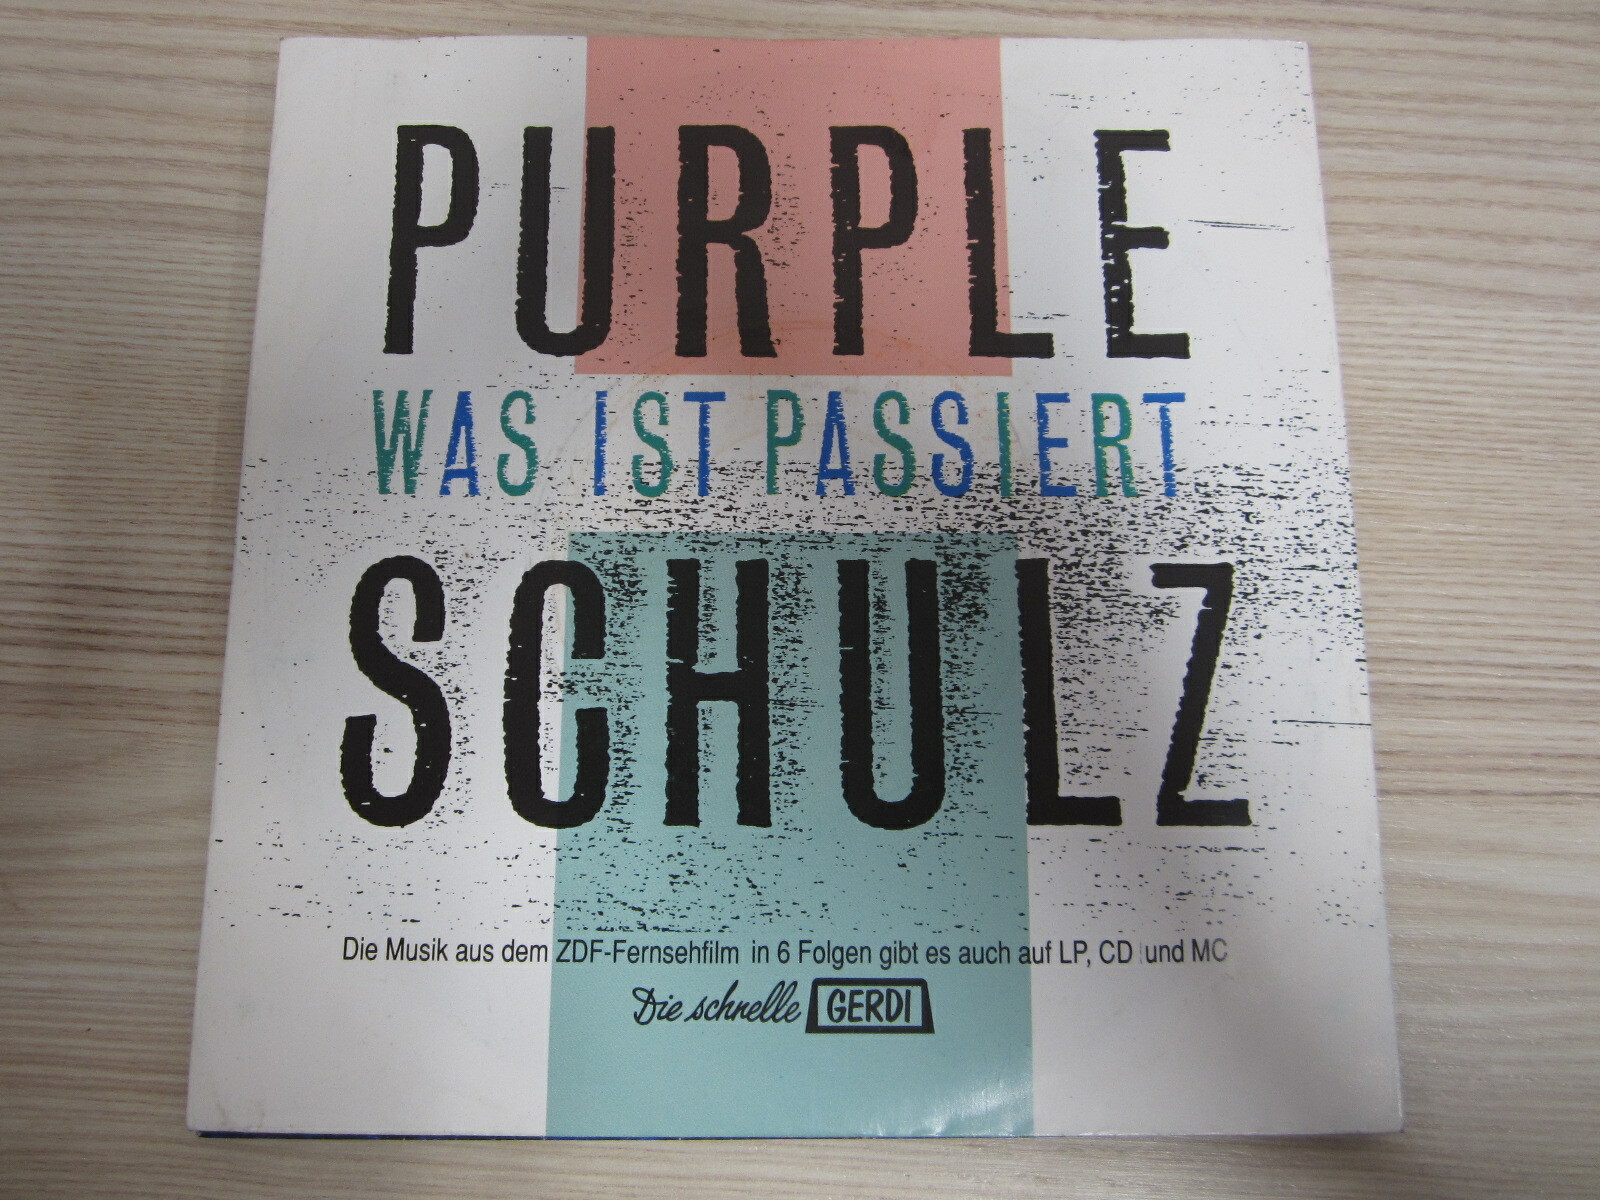 PURPLE
WAS IST PASSIERT
SCHULZ
Die Musik aus dem ZDF-Fernsehfilm in 6 Folgen gibt es auch auf LP, CD und MC
Die schnelle GERDI